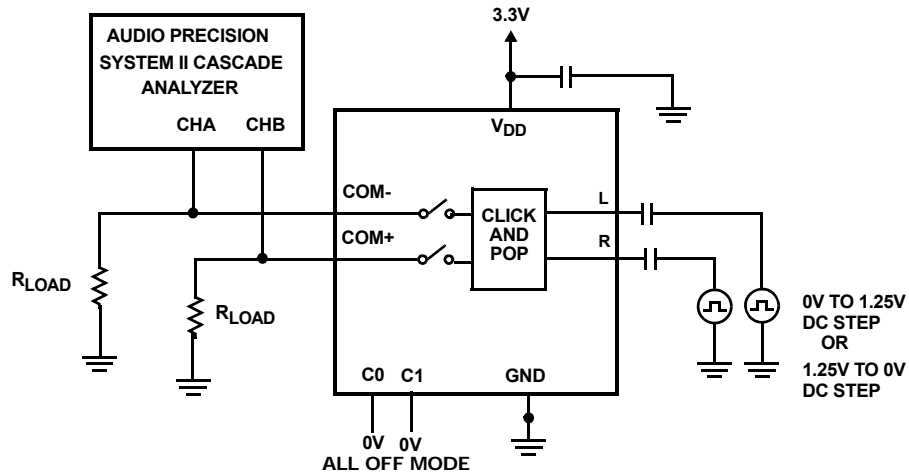 3.3V
AUDIO PRECISION
SYSTEM II CASCADE
ANALYZER
CHA CHB
VDD
COM-
COM+
CLICK
AND
POP
L
R
RLOAD
RLOAD
0V TO 1.25V
DC STEP
OR
1.25V TO 0V
DC STEP
C0 C1
GND
0V 0V
ALL OFF MODE